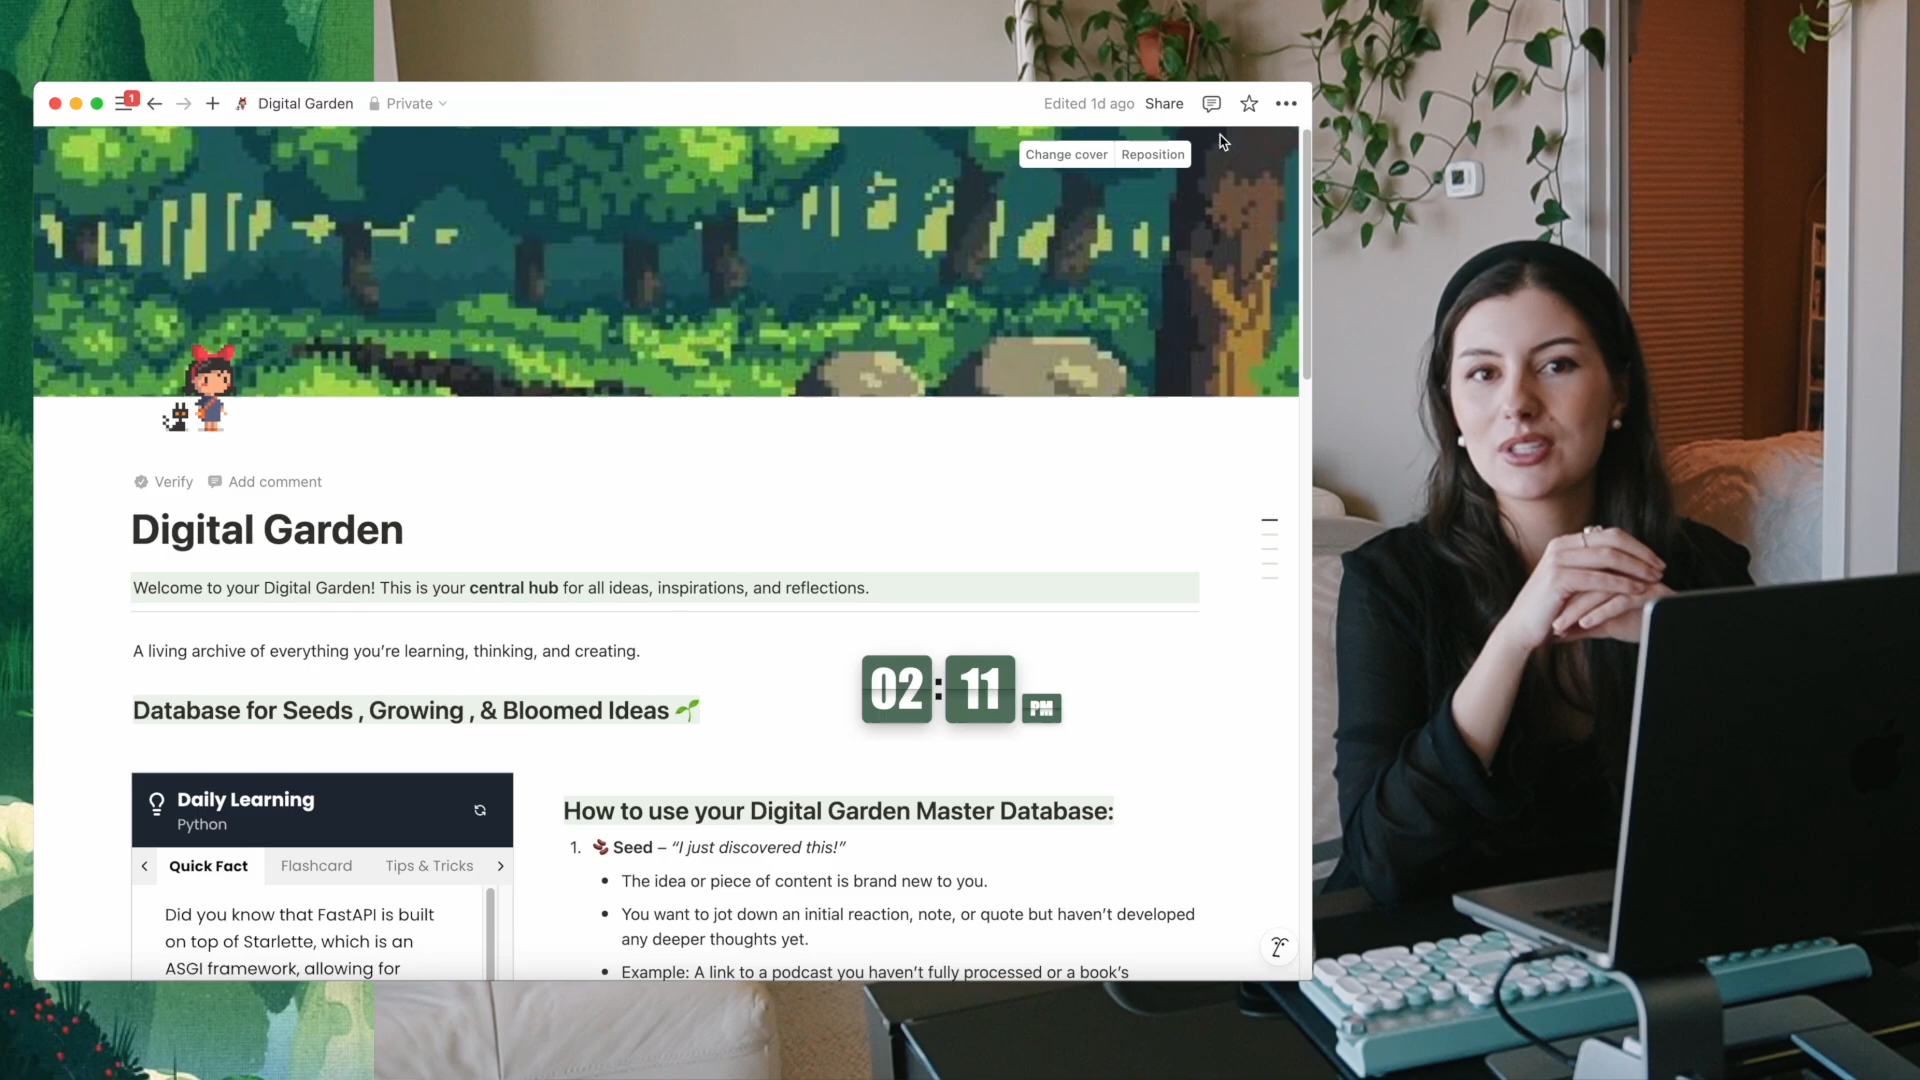 1
Digital Garden
Private
Edited 1d ago
Share
Change cover
Reposition
Verify
Add comment
Digital Garden
Welcome to your Digital Garden! This is your central hub for all ideas, inspirations, and reflections.
A living archive of everything you’re learning, thinking, and creating.
02:11 PM
Database for Seeds , Growing , & Bloomed Ideas
Daily Learning
Python
Quick Fact
Flashcard
Tips & Tricks
Did you know that FastAPI is built
on top of Starlette, which is an
ASGI framework, allowing for
How to use your Digital Garden Master Database:
1. Seed – “I just discovered this!”
• The idea or piece of content is brand new to you.
• You want to jot down an initial reaction, note, or quote but haven’t developed
any deeper thoughts yet.
• Example: A link to a podcast you haven’t fully processed or a book’s